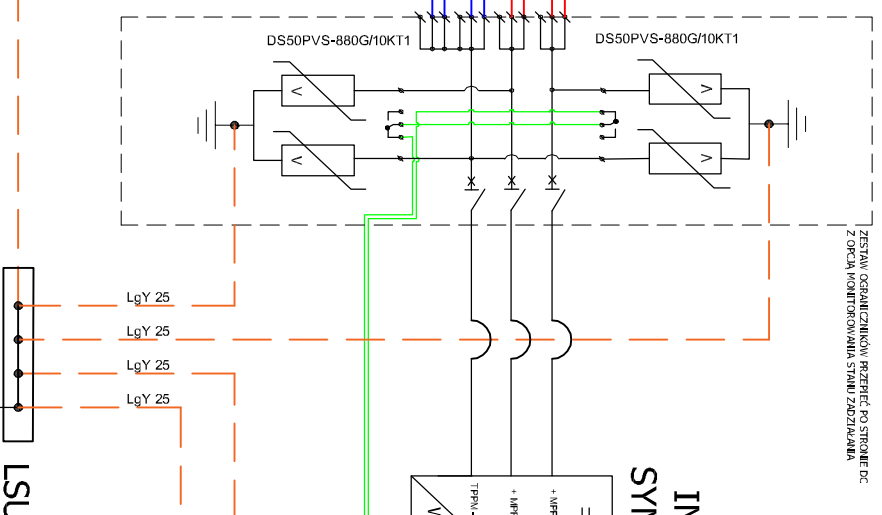 DS50PVS-880G/10KT1
DS50PVS-880G/10KT1
ZESTAW OGRANICZNIKÓW PRZEPIĘĆ PO STRONIE DC
Z OPCJĄ MONITOROWANIA STANU ZADZIAŁANIA
LgY 25
LgY 25
LgY 25
LgY 25